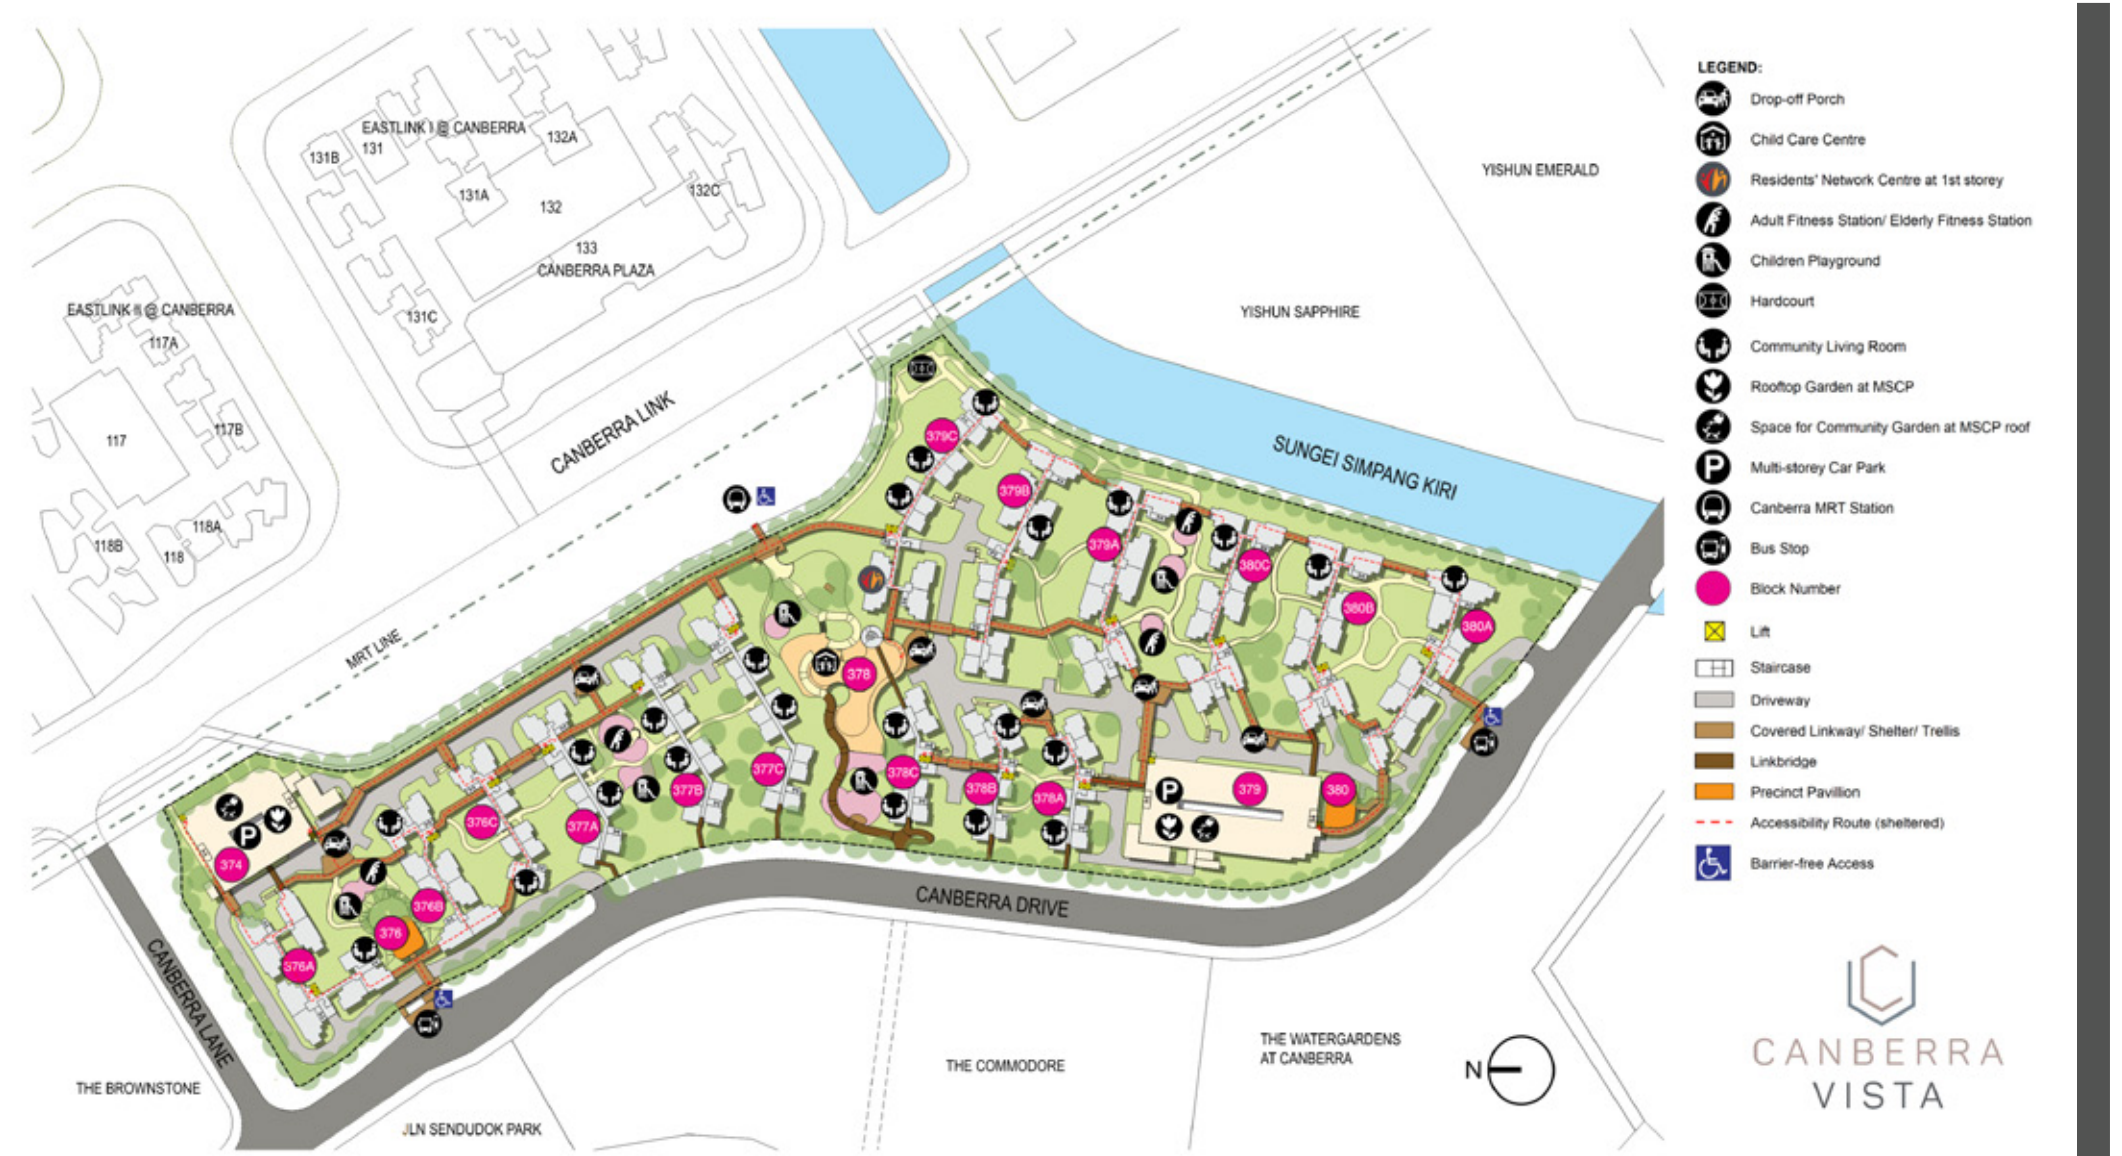 EASTLINK I @ CANBERRA
131
131B
132A
131A
132
132C
133
CANBERRA PLAZA
131C
EASTLINK II @ CANBERRA
117A
117
117B
118A
118B
118
CANBERRA LINK
MRT LINE
YISHUN EMERALD
YISHUN SAPPHIRE
SUNGEI SIMPANG KIRI
379C
379B
379A
380C
380B
380A
378
377C
377B
377A
378C
378B
378A
379
380
376C
376B
376
376A
374
P
P
CANBERRA DRIVE
CANBERRA LANE
THE BROWNSTONE
JLN SENDUDOK PARK
THE COMMODORE
THE WATERGARDENS
AT CANBERRA
N
LEGEND:
Drop-off Porch
Child Care Centre
Residents' Network Centre at 1st storey
Adult Fitness Station/ Elderly Fitness Station
Children Playground
Hardcourt
Community Living Room
Rooftop Garden at MSCP
Space for Community Garden at MSCP roof
P Multi-storey Car Park
Canberra MRT Station
Bus Stop
Block Number
Lift
Staircase
Driveway
Covered Linkway/ Shelter/ Trellis
Linkbridge
Precinct Pavillion
Accessibility Route (sheltered)
Barrier-free Access
CANBERRA
VISTA